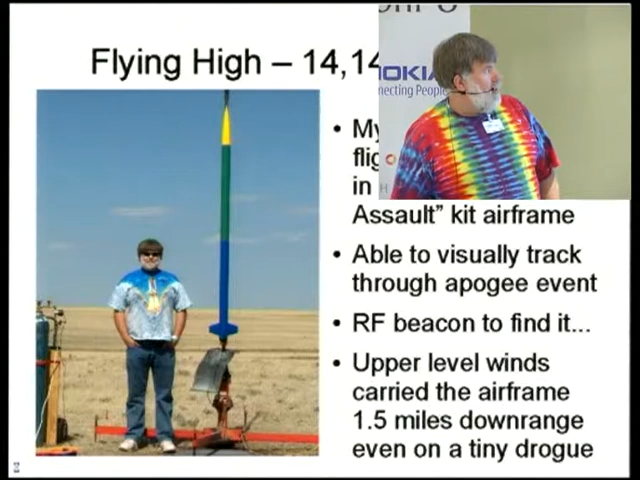 Flying High – 14,14
OKIA
nnecting People
• My
flig
in
Assault" kit airframe
• Able to visually track
through apogee event
• RF beacon to find it...
• Upper level winds
carried the airframe
1.5 miles downrange
even on a tiny drogue